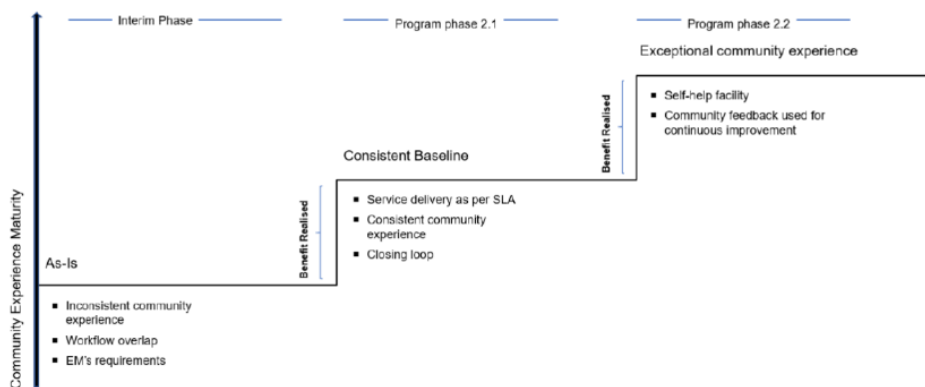 Interim Phase
Program phase 2.1
Program phase 2.2
Exceptional community experience
▪ Self-help facility
▪ Community feedback used for
continuous improvement
Benefit Realised
Consistent Baseline
▪ Service delivery as per SLA
▪ Consistent community
experience
▪ Closing loop
Benefit Realised
As-Is
▪ Inconsistent community
experience
▪ Workflow overlap
▪ EM's requirements
Community Experience Maturity